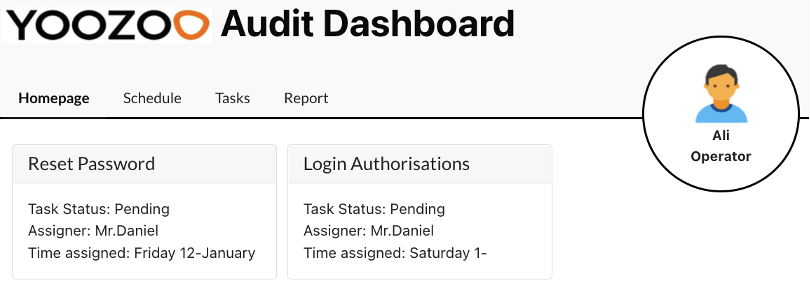 YOOZOO Audit Dashboard
Homepage Schedule Tasks Report
Ali
Operator
Reset Password
Task Status: Pending
Assigner: Mr.Daniel
Time assigned: Friday 12-January
Login Authorisations
Task Status: Pending
Assigner: Mr.Daniel
Time assigned: Saturday 1-